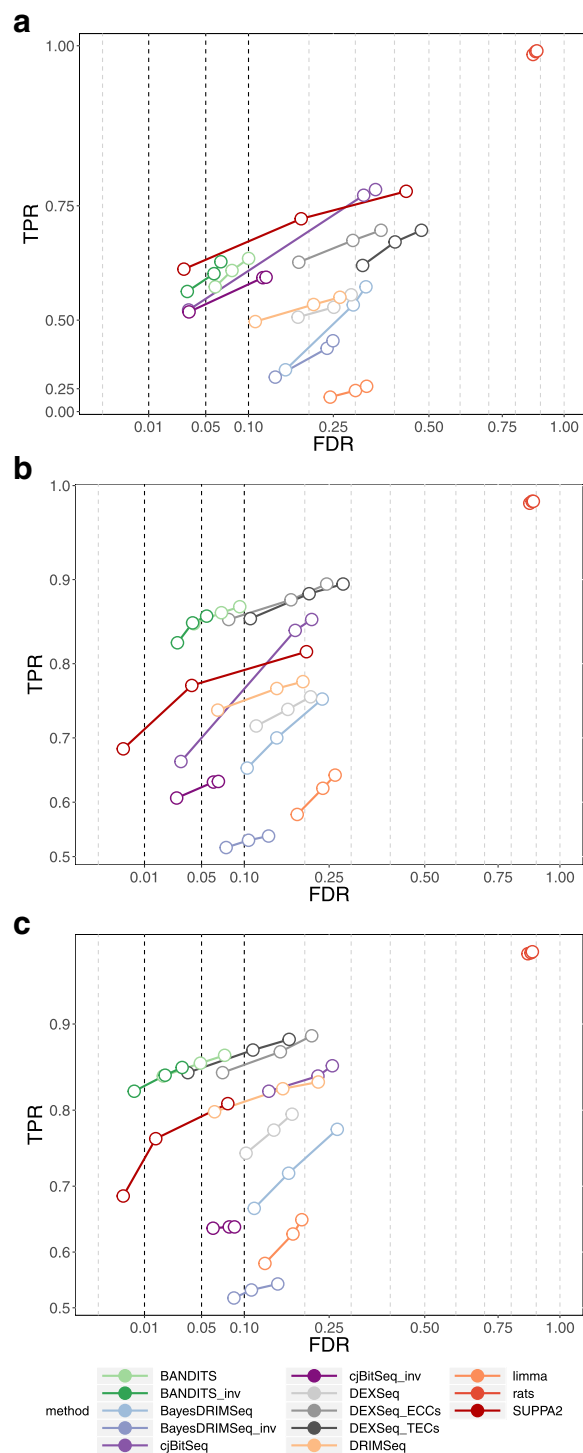 a
1.00
0.75
0.50
0.25
0.00
TPR
0.01 0.05 0.10 0.25 0.50 0.75 1.00
FDR
b
1.0
0.9
0.8
0.7
0.6
0.5
TPR
0.01 0.05 0.10 0.25 0.50 0.75 1.00
FDR
c
0.9
0.8
0.7
0.6
0.5
TPR
0.01 0.05 0.10 0.25 0.50 0.75 1.00
FDR
method
BANDITS
BANDITS_inv
BayesDRIMSeq
BayesDRIMSeq_inv
cjBitSeq
cjBitSeq_inv
DEXSeq
DEXSeq_ECCs
DEXSeq_TECs
DRIMSeq
limma
rats
SUPPA2